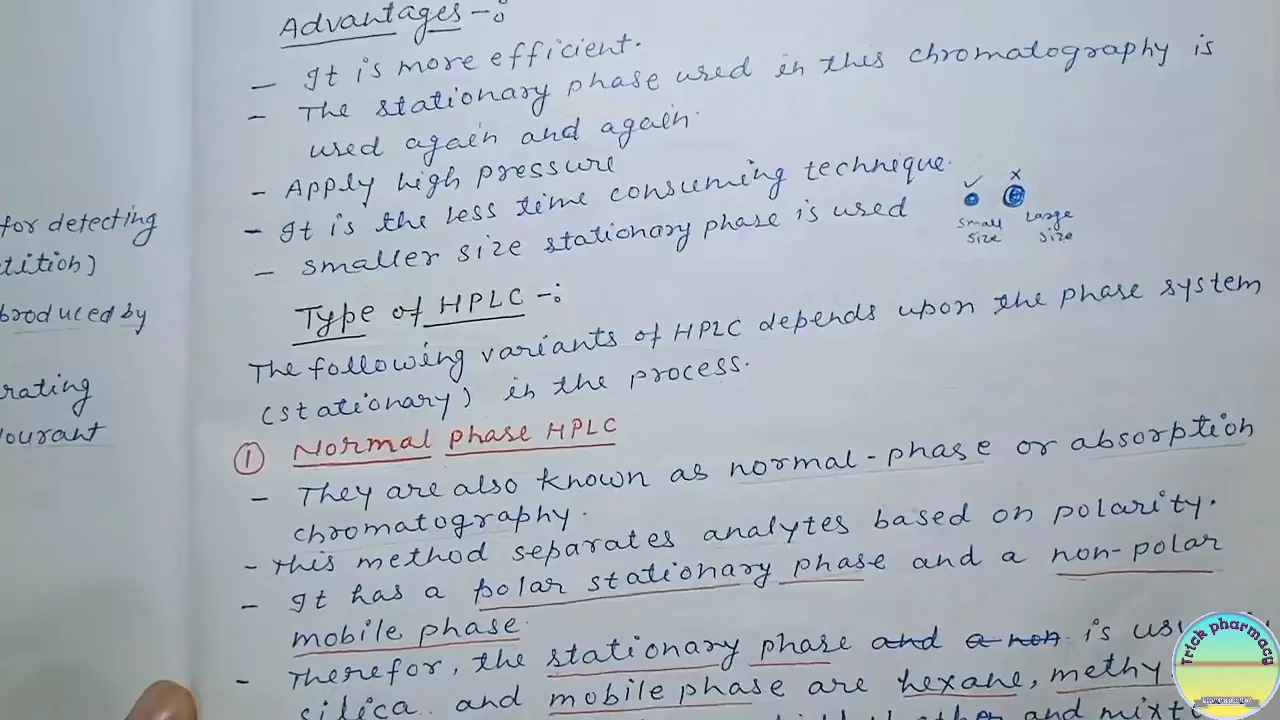 Advantages -:
- It is more efficient.
- The stationary phase used in this chromatography is
used again and again.
- Apply high pressure
- It is the less time consuming technique.
- smaller size stationary phase is used
small size
Large size
Type of HPLC -:
The following variants of HPLC depends upon the phase system
(stationary) in the process.
① Normal phase HPLC
- They are also known as normal-phase or absorption
chromatography.
- This method separates analytes based on polarity.
- It has a polar stationary phase and a non-polar
mobile phase.
- Therefor, the stationary phase and a non is
silica and mobile phase are hexane, methy
and
for detecting
tition)
produced by
rating
lourant
Trick pharmacy